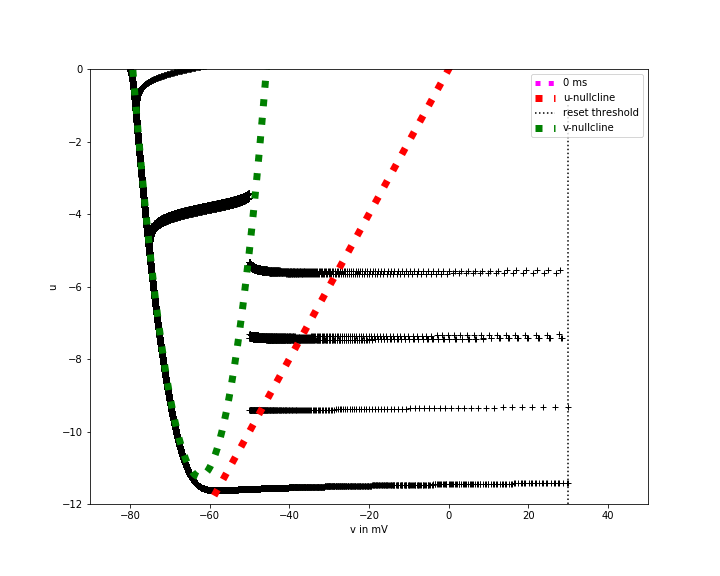 0 ms
u-nullcline
reset threshold
v-nullcline
0
−2
−4
−6
−8
−10
−12
u
−80 −60 −40 −20 0 20 40
v in mV